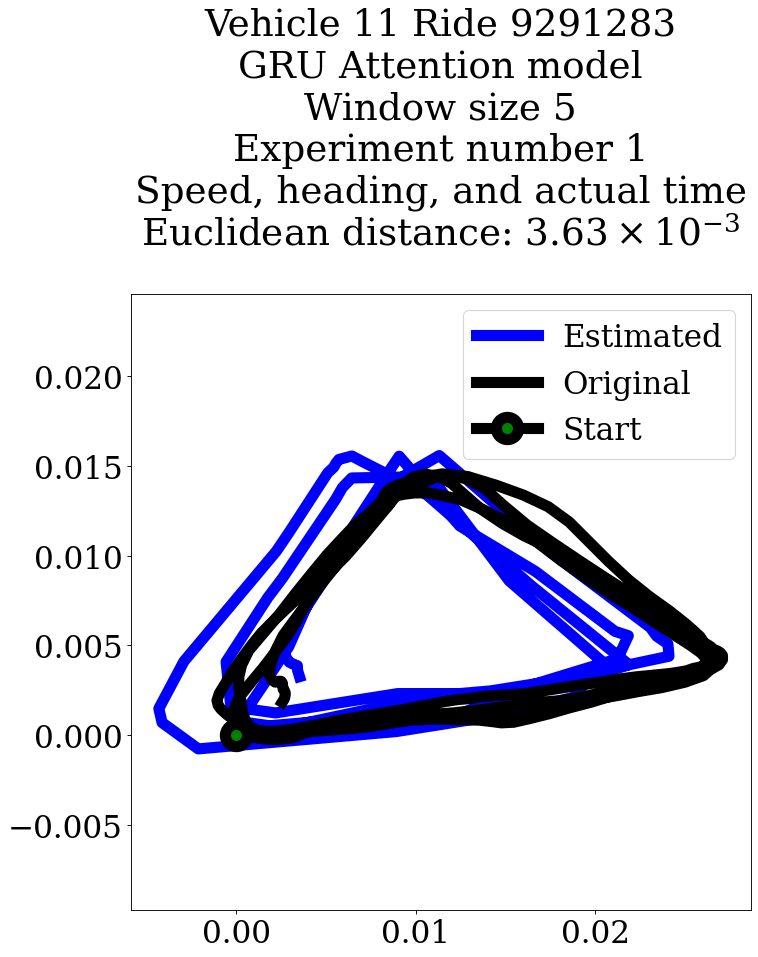 Vehicle 11 Ride 9291283
GRU Attention model
Window size 5
Experiment number 1
Speed, heading, and actual time
Euclidean distance: 3.63 × 10⁻³
Estimated
Original
Start
0.020
0.015
0.010
0.005
0.000
−0.005
0.00 0.01 0.02